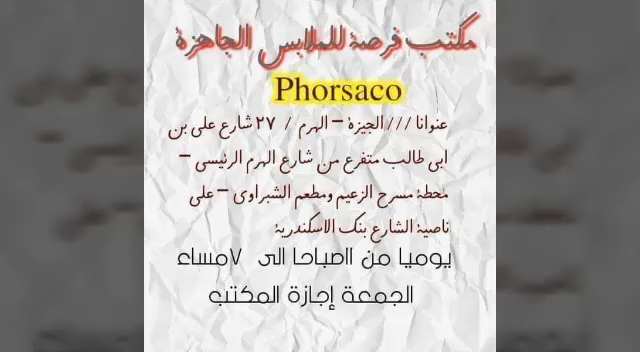 مكتب فرصة للملابس الجاهزة
Phorsaco
عنوانا /// الجيزة – الهرم / ٢٧ شارع على بن
ابى طالب متفرع من شارع الهرم الرئيسى –
محطة مسرح الزعيم ومطعم الشبراوى – على
ناصية الشارع بنك الاسكندرية
يوميا من ١١صباحا الى ٧مساء
الجمعة إجازة المكتب